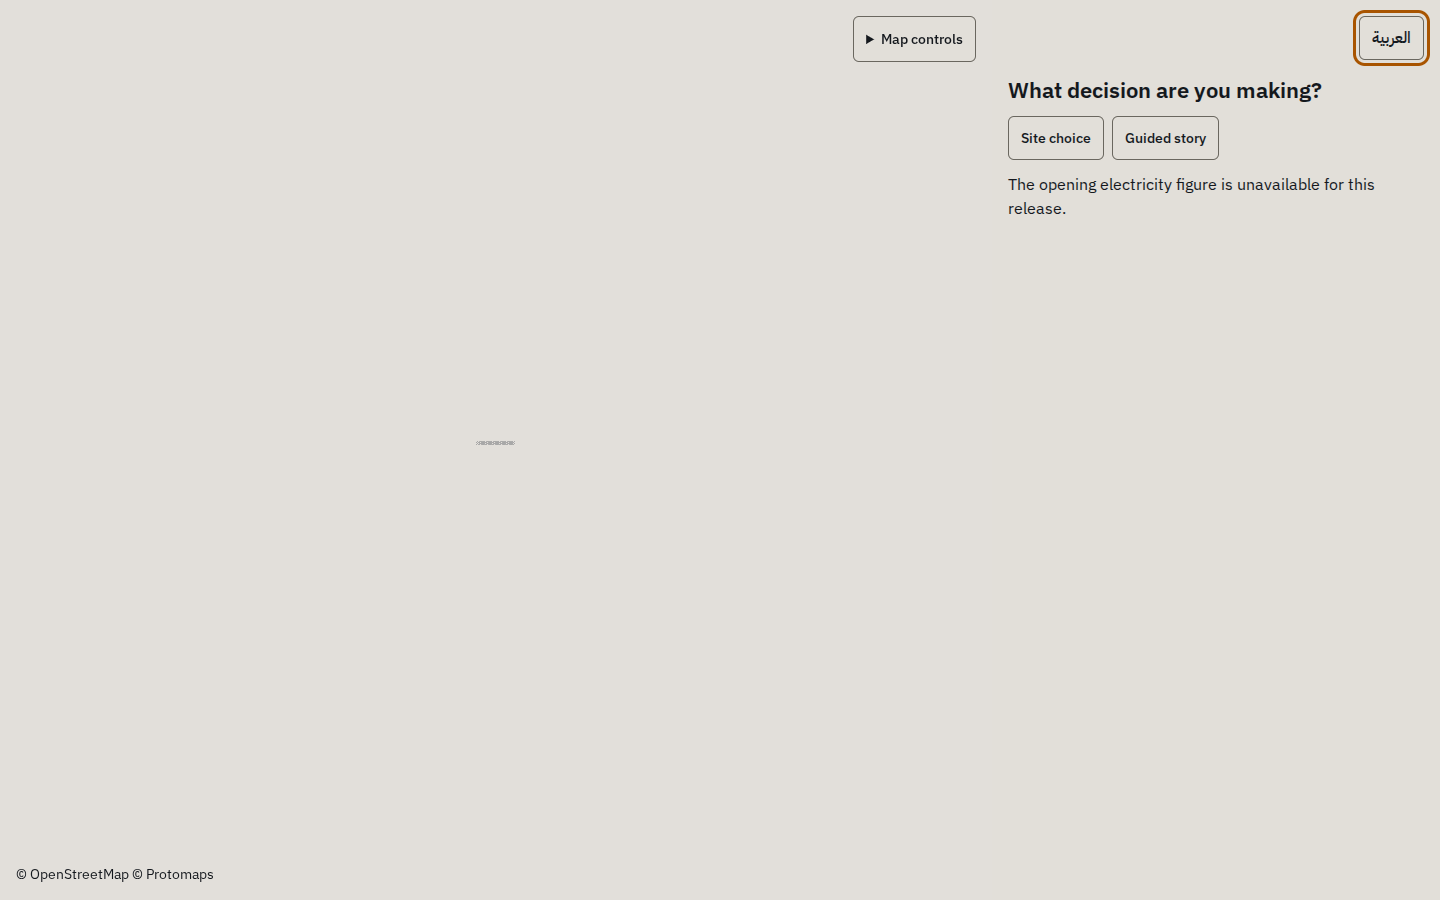 Map controls
العربية
What decision are you making?
Site choice
Guided story
The opening electricity figure is unavailable for this
release.
© OpenStreetMap © Protomaps